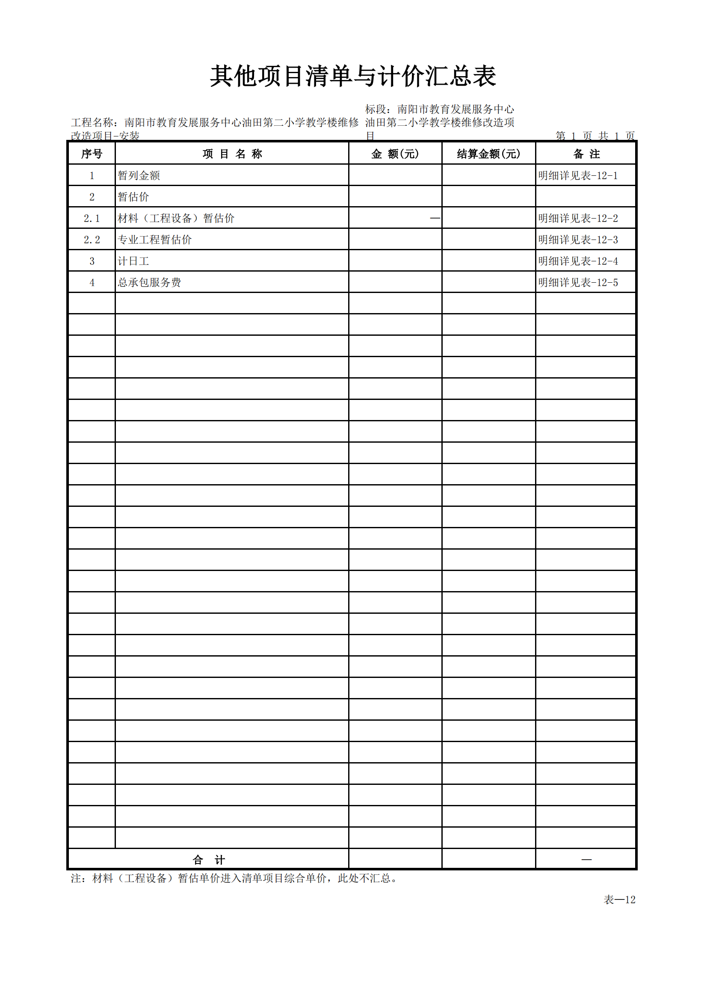 其他项目清单与计价汇总表
工程名称：南阳市教育发展服务中心油田第二小学教学楼维修
改造项目-安装
标段：南阳市教育发展服务中心
油田第二小学教学楼维修改造项
目
第 1 页 共 1 页
序号 项 目 名 称 金 额(元) 结算金额(元) 备 注
1 暂列金额 明细详见表-12-1
2 暂估价
2.1 材料（工程设备）暂估价 — 明细详见表-12-2
2.2 专业工程暂估价 明细详见表-12-3
3 计日工 明细详见表-12-4
4 总承包服务费 明细详见表-12-5
合 计 —
注：材料（工程设备）暂估单价进入清单项目综合单价，此处不汇总。
表—12